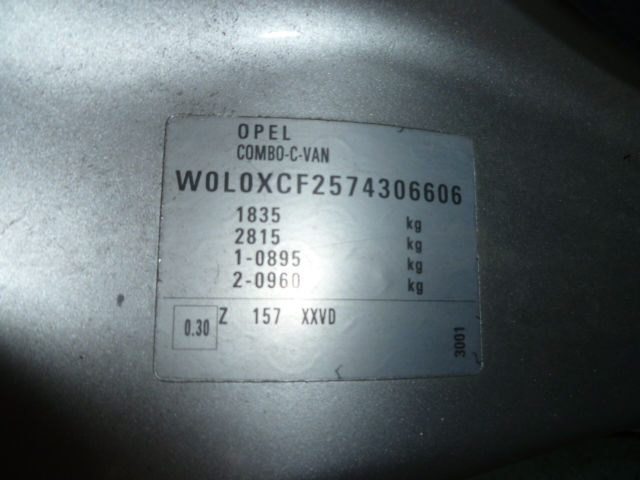 OPEL
COMBO-C-VAN
W0L0XCF2574306606
1835 kg
2815 kg
1-0895 kg
2-0960 kg
0.30 Z 157 XXVD
3001